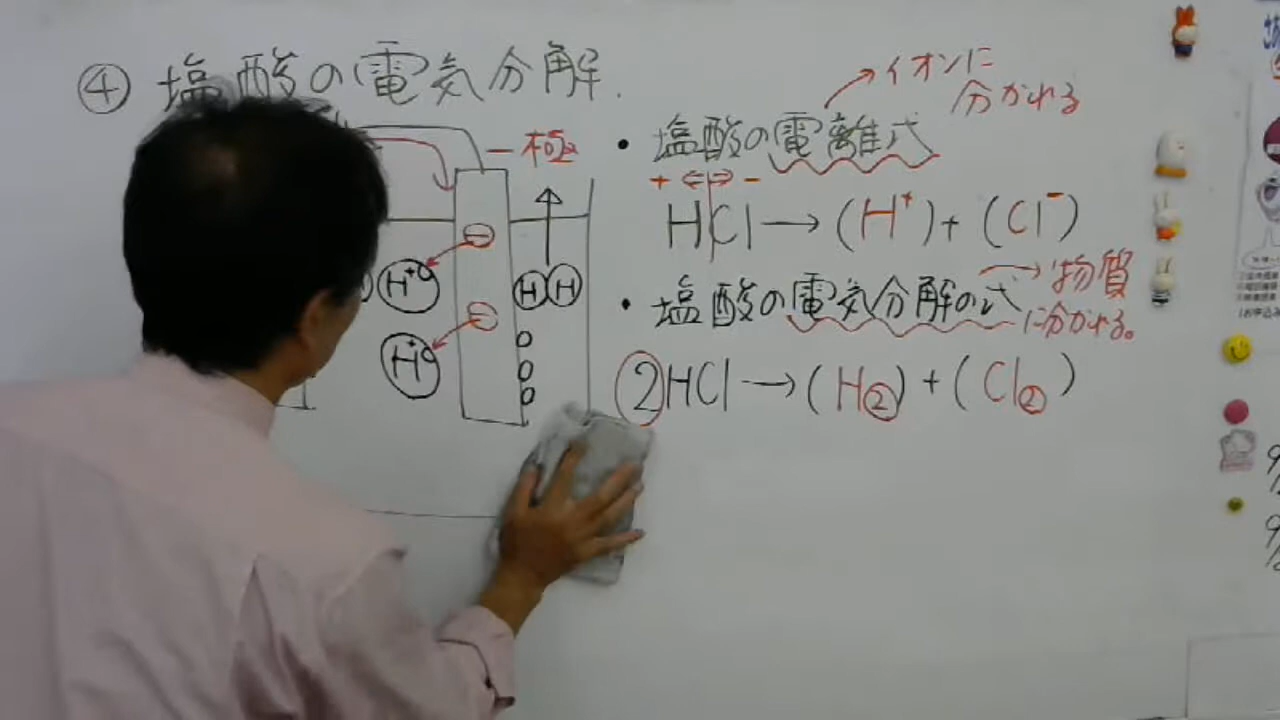 ④ 塩酸の電気分解.
→イオンに
分かれる
・塩酸の電離式
+ ⇐⇒ −
HCl → (H⁺) + (Cl⁻)
・塩酸の電気分解の式
→物質
に分かれる。
②HCl → (H②) + (Cl②)
− 極
⊖
H⁺
H H
⊖
H⁺